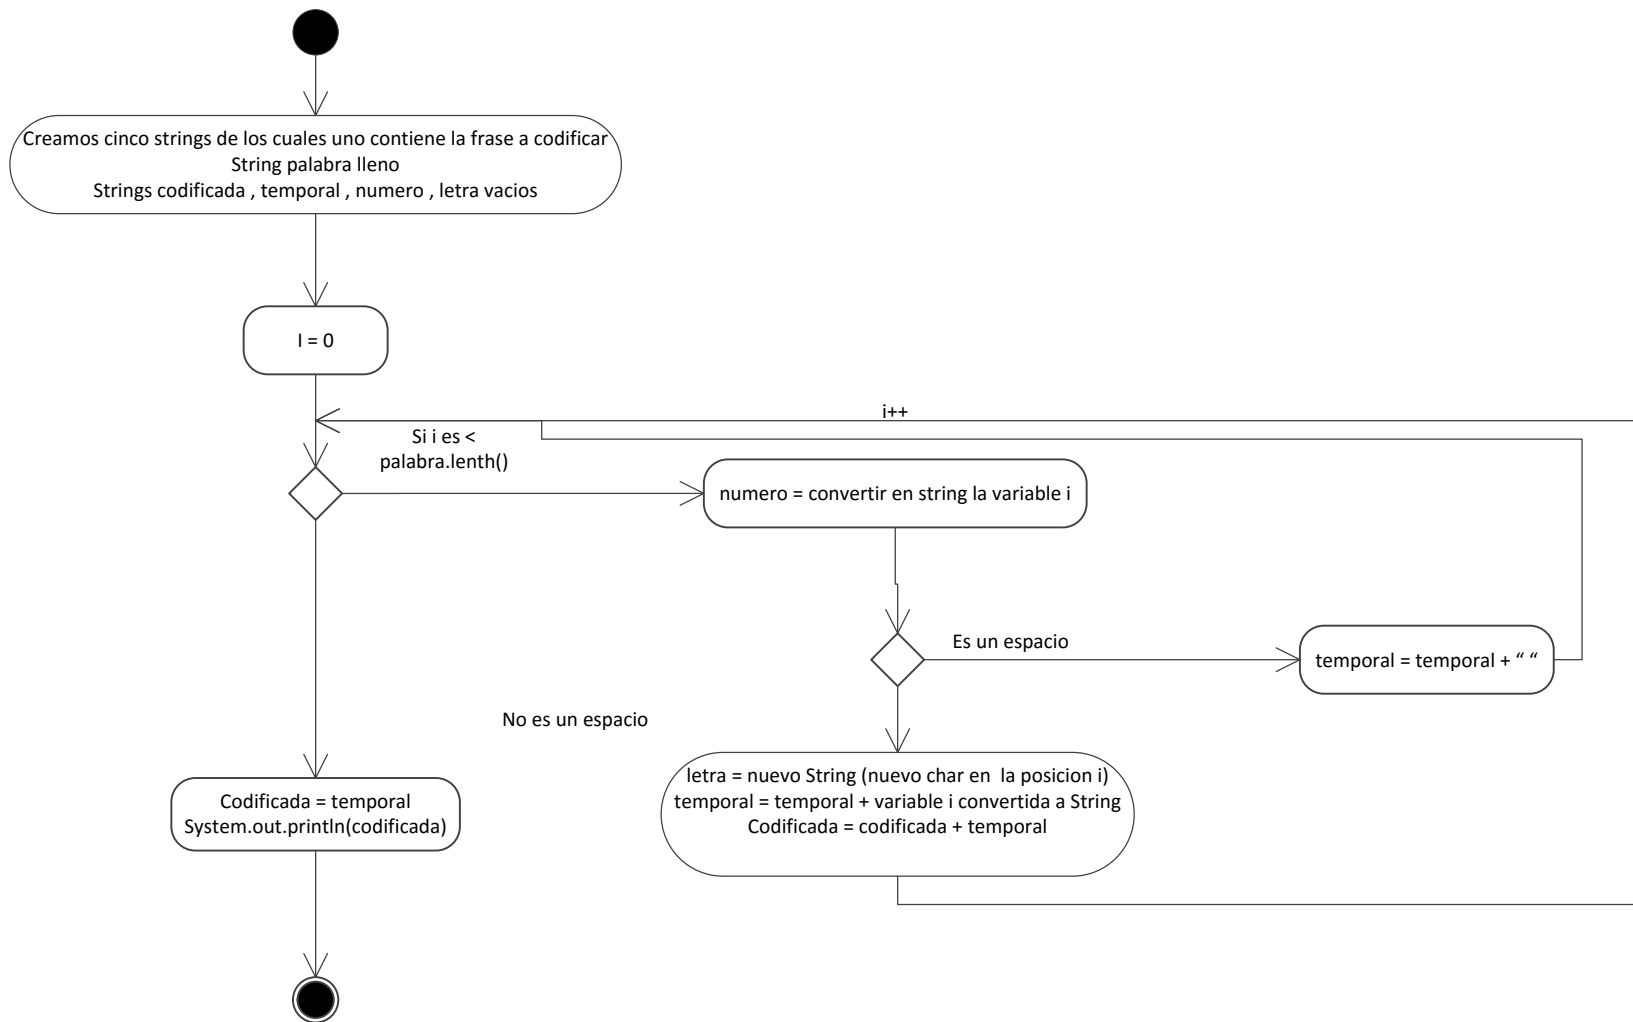 Creamos cinco strings de los cuales uno contiene la frase a codificar
String palabra lleno
Strings codificada , temporal , numero , letra vacios
I = 0
i++
Si i es <
palabra.lenth()
numero = convertir en string la variable i
Es un espacio
temporal = temporal + “ “
No es un espacio
letra = nuevo String (nuevo char en  la posicion i)
temporal = temporal + variable i convertida a String
Codificada = codificada + temporal
Codificada = temporal
System.out.println(codificada)